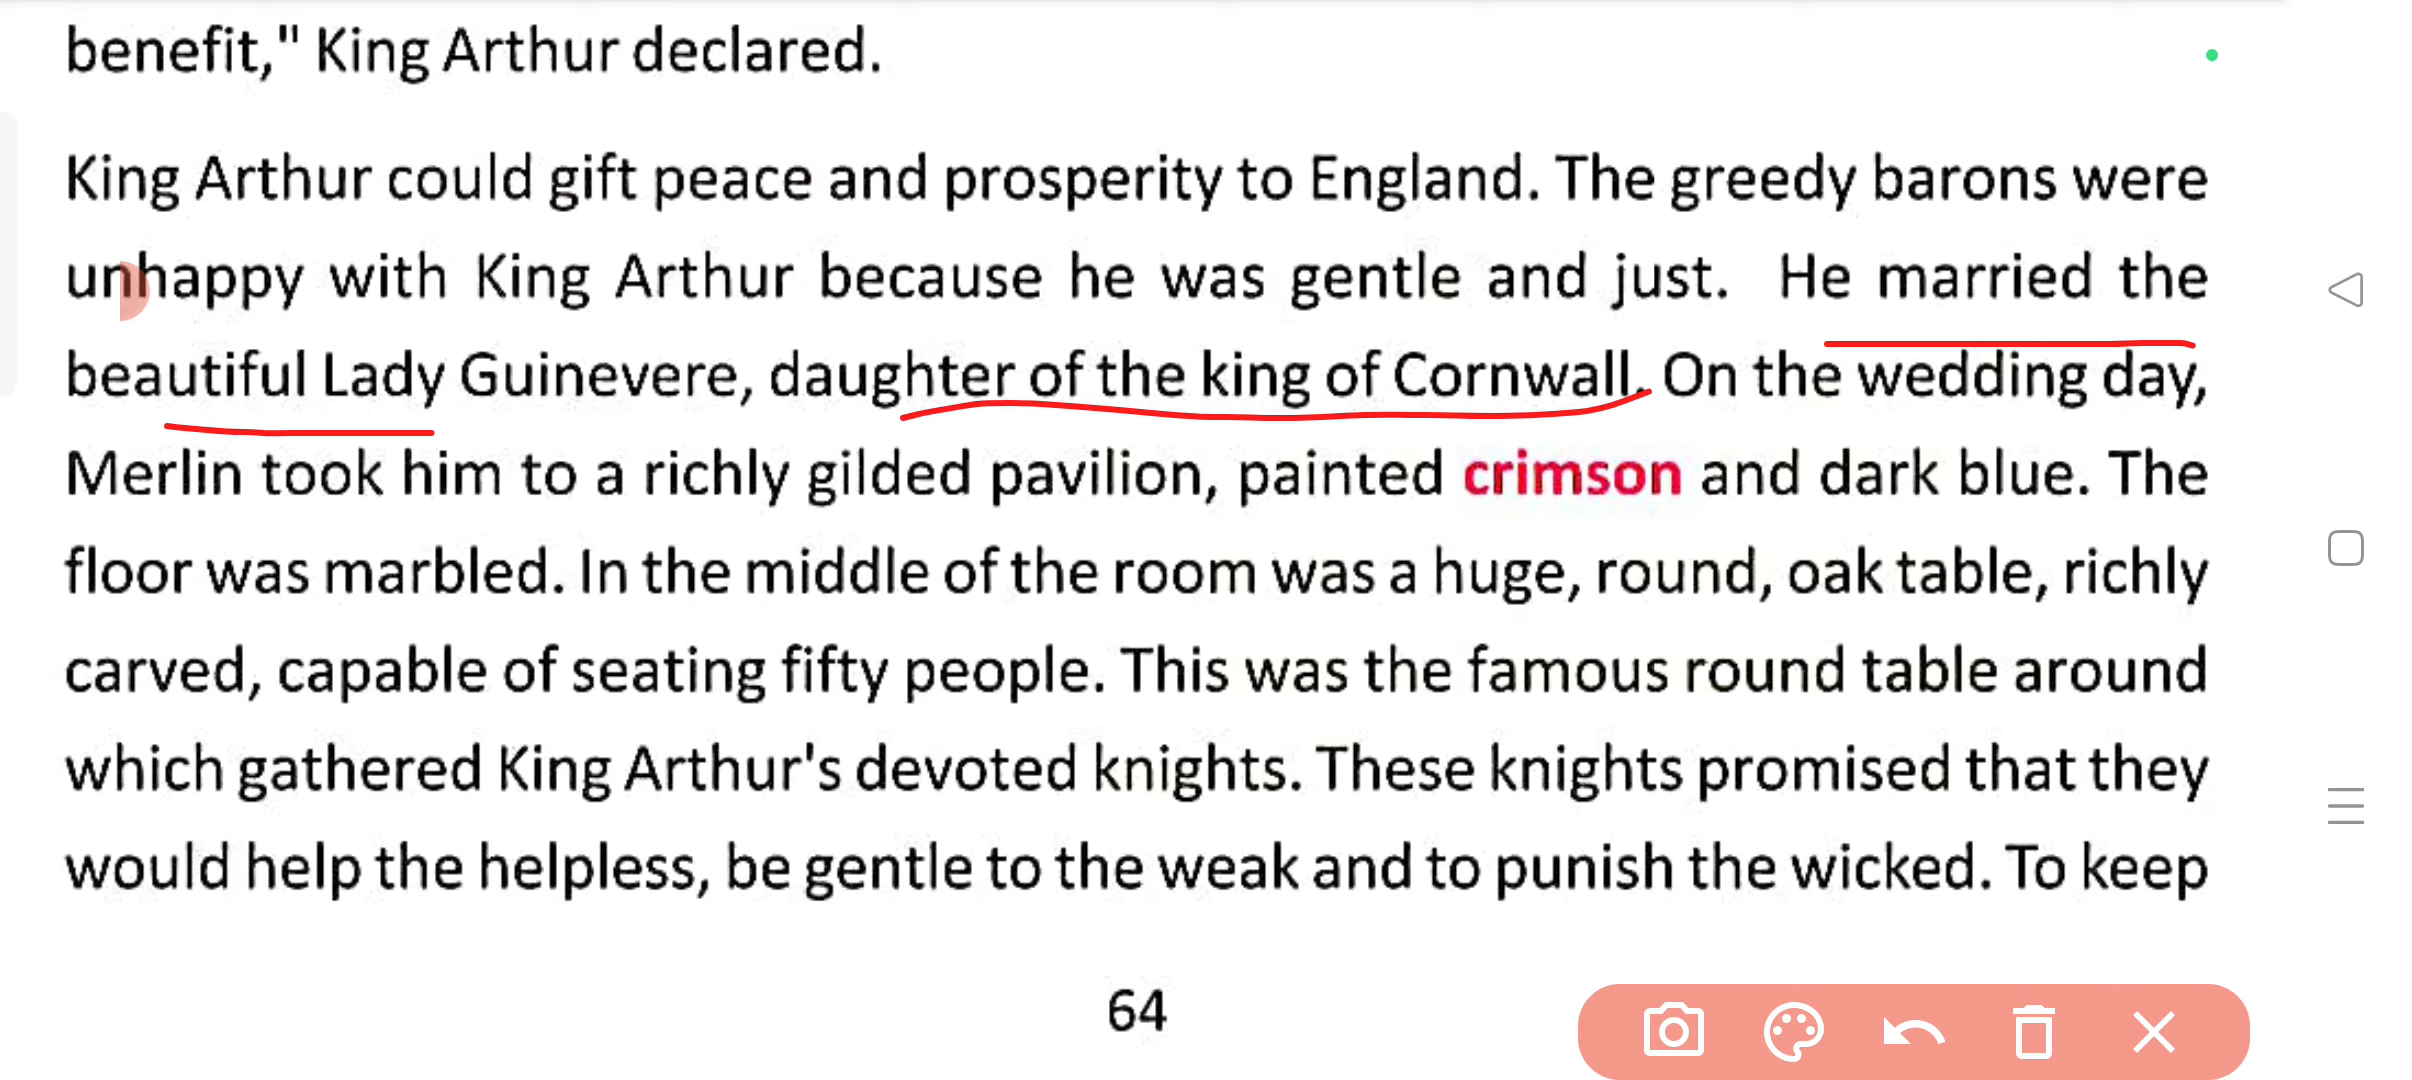 benefit," King Arthur declared.
King Arthur could gift peace and prosperity to England. The greedy barons were
unhappy with King Arthur because he was gentle and just. He married the
beautiful Lady Guinevere, daughter of the king of Cornwall. On the wedding day,
Merlin took him to a richly gilded pavilion, painted crimson and dark blue. The
floor was marbled. In the middle of the room was a huge, round, oak table, richly
carved, capable of seating fifty people. This was the famous round table around
which gathered King Arthur's devoted knights. These knights promised that they
would help the helpless, be gentle to the weak and to punish the wicked. To keep
64